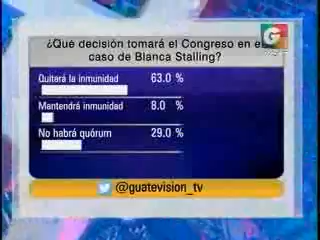 ¿Qué decisión tomará el Congreso en el
caso de Blanca Stalling?
Quitará la inmunidad 63.0 %
Mantendrá inmunidad 8.0 %
No habrá quórum 29.0 %
@guatevision_tv